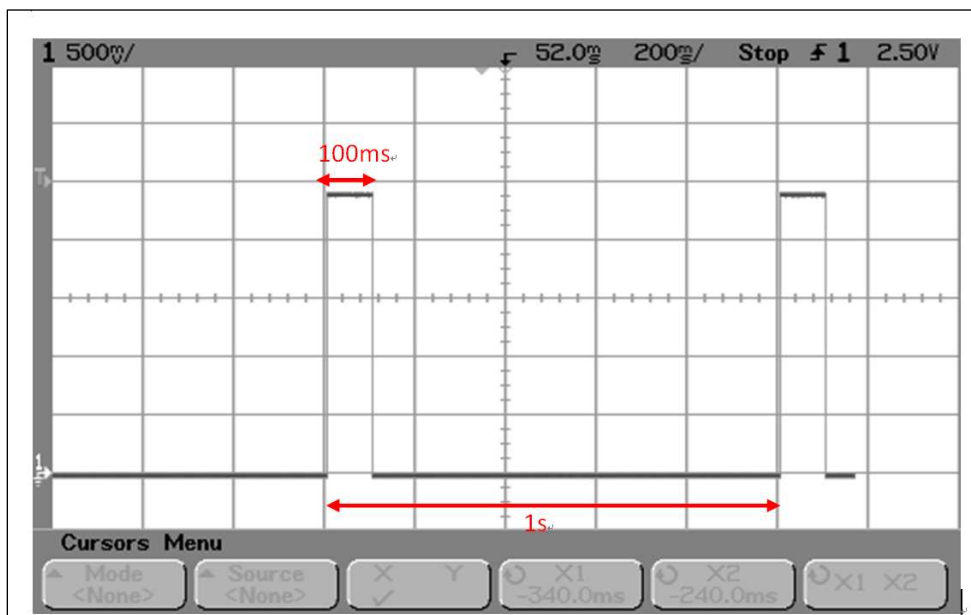 1 500mV/ 52.0ms 200ms/ Stop 1 2.50V
100ms
T
1
1s
Cursors Menu
Mode Source X Y X1 X2 X1 X2
<None> <None> ✓ -340.0ms -240.0ms